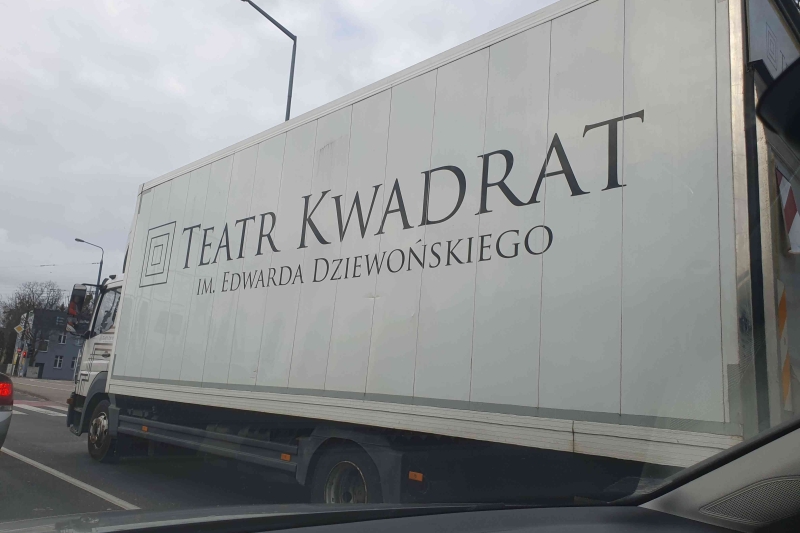 TEATR KWADRAT
IM. EDWARDA DZIEWOŃSKIEGO